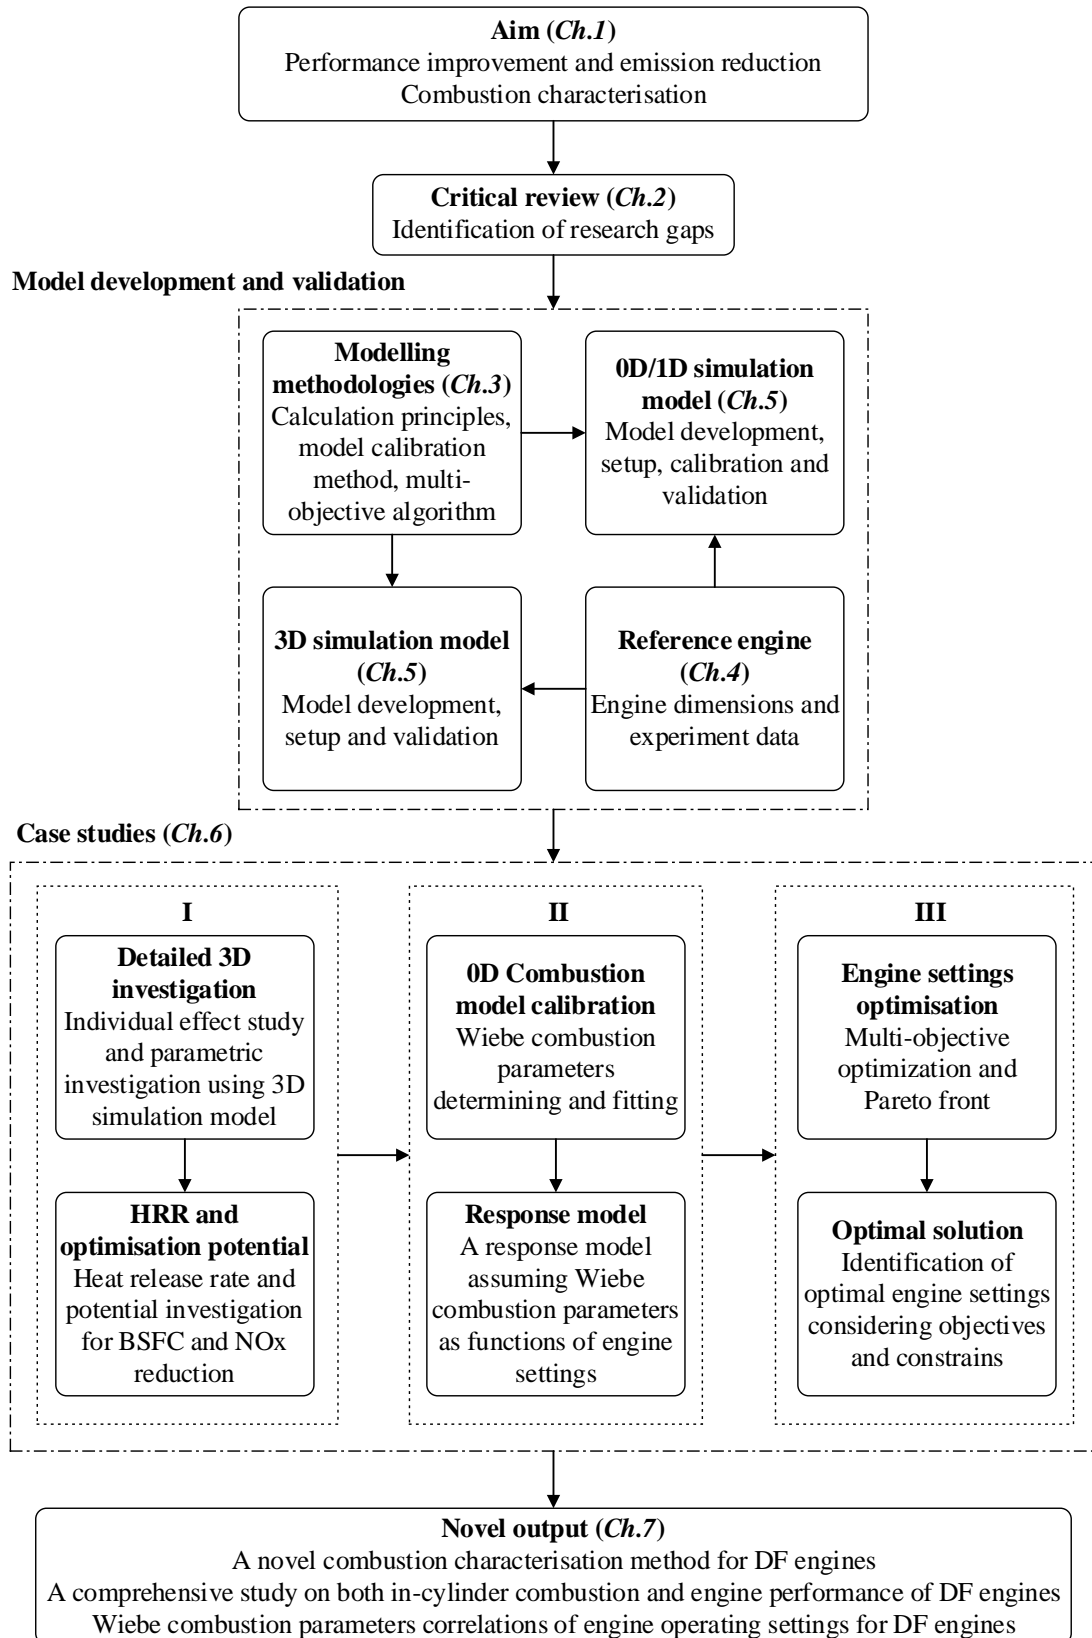 Aim (Ch.1)
Performance improvement and emission reduction
Combustion characterisation
Critical review (Ch.2)
Identification of research gaps
Model development and validation
Modelling
methodologies (Ch.3)
Calculation principles,
model calibration
method, multi-
objective algorithm
0D/1D simulation
model (Ch.5)
Model development,
setup, calibration and
validation
3D simulation model
(Ch.5)
Model development,
setup and validation
Reference engine
(Ch.4)
Engine dimensions and
experiment data
Case studies (Ch.6)
I
Detailed 3D
investigation
Individual effect study
and parametric
investigation using 3D
simulation model
HRR and
optimisation potential
Heat release rate and
potential investigation
for BSFC and NOx
reduction
II
0D Combustion
model calibration
Wiebe combustion
parameters
determining and fitting
Response model
A response model
assuming Wiebe
combustion parameters
as functions of engine
settings
III
Engine settings
optimisation
Multi-objective
optimization and
Pareto front
Optimal solution
Identification of
optimal engine settings
considering objectives
and constrains
Novel output (Ch.7)
A novel combustion characterisation method for DF engines
A comprehensive study on both in-cylinder combustion and engine performance of DF engines
Wiebe combustion parameters correlations of engine operating settings for DF engines